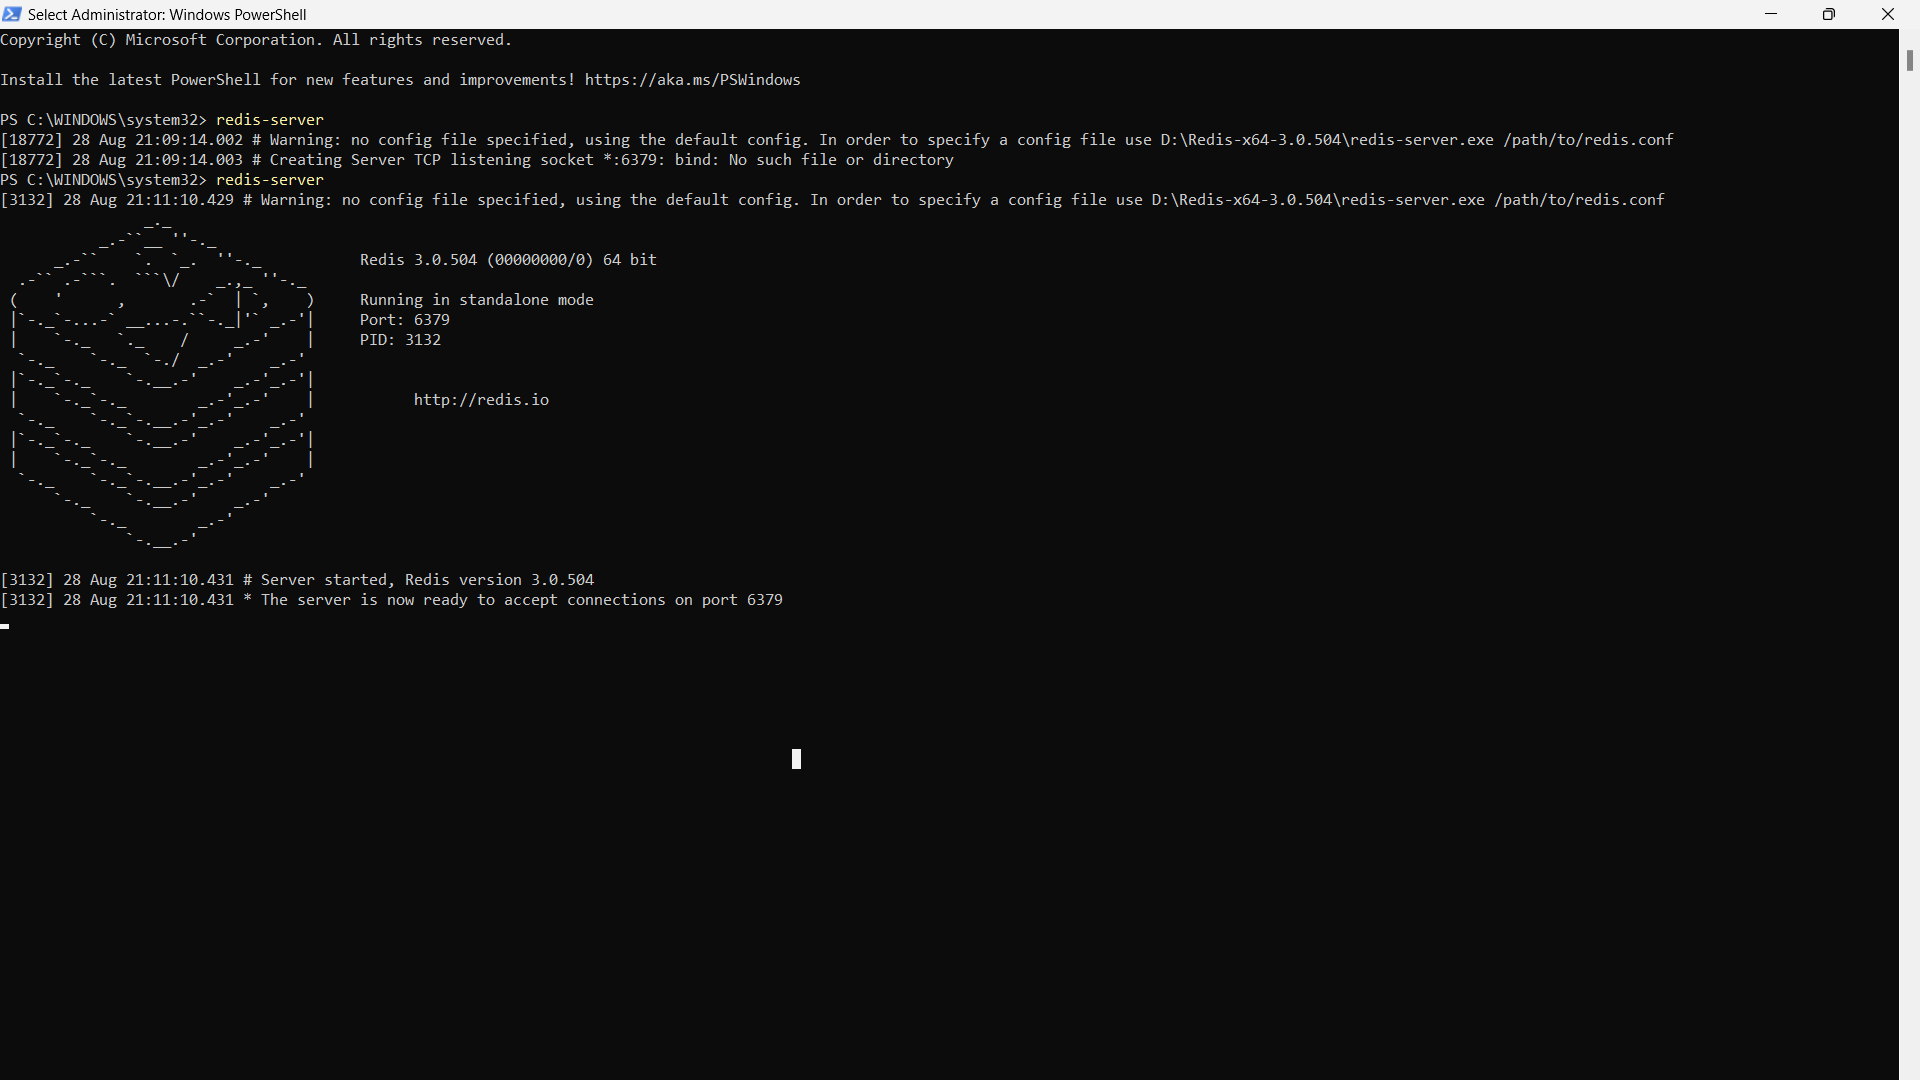 Select Administrator: Windows PowerShell
Copyright (C) Microsoft Corporation. All rights reserved.
Install the latest PowerShell for new features and improvements! https://aka.ms/PSWindows
PS C:\WINDOWS\system32> redis-server
[18772] 28 Aug 21:09:14.002 # Warning: no config file specified, using the default config. In order to specify a config file use D:\Redis-x64-3.0.504\redis-server.exe /path/to/redis.conf
[18772] 28 Aug 21:09:14.003 # Creating Server TCP listening socket *:6379: bind: No such file or directory
PS C:\WINDOWS\system32> redis-server
[3132] 28 Aug 21:11:10.429 # Warning: no config file specified, using the default config. In order to specify a config file use D:\Redis-x64-3.0.504\redis-server.exe /path/to/redis.conf
Redis 3.0.504 (00000000/0) 64 bit
Running in standalone mode
Port: 6379
PID: 3132
http://redis.io
[3132] 28 Aug 21:11:10.431 # Server started, Redis version 3.0.504
[3132] 28 Aug 21:11:10.431 * The server is now ready to accept connections on port 6379